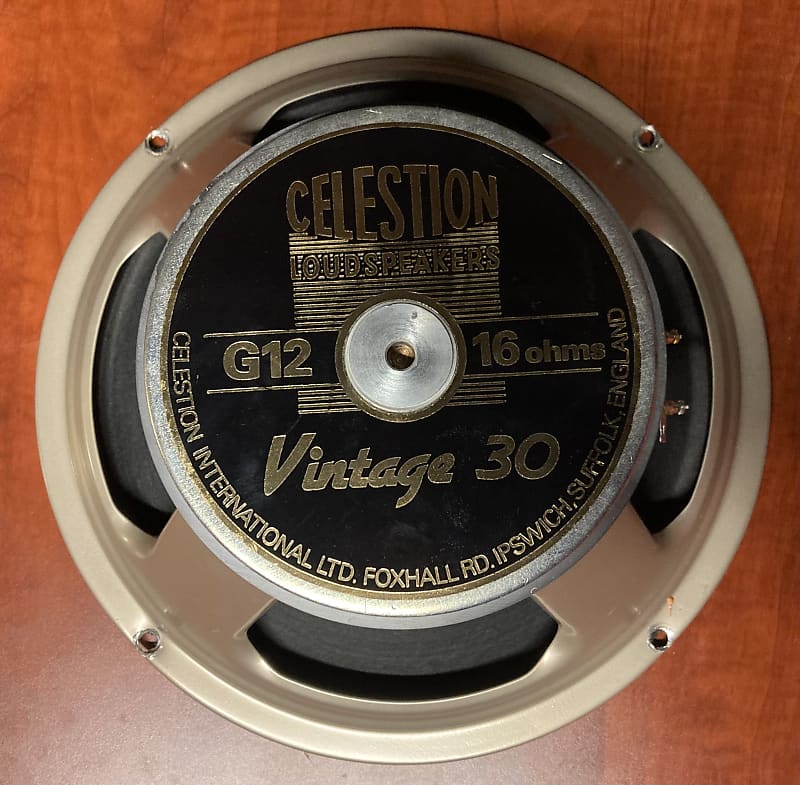 CELESTION
LOUDSPEAKERS
G12 16 ohms
Vintage 30
CELESTION INTERNATIONAL LTD. FOXHALL RD. IPSWICH, SUFFOLK, ENGLAND